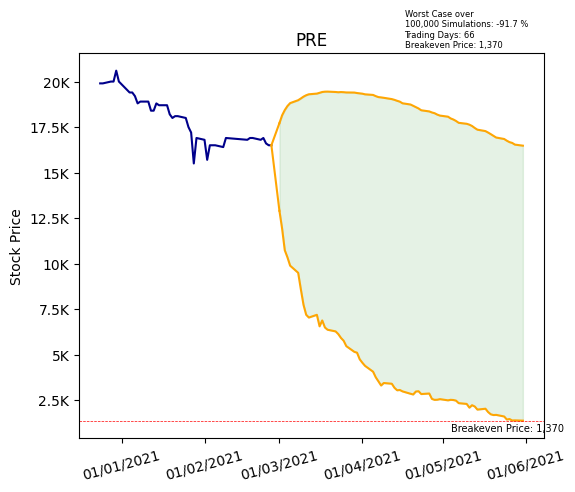 Worst Case over
100,000 Simulations: -91.7 %
Trading Days: 66
Breakeven Price: 1,370
PRE
Stock Price
20K
17.5K
15K
12.5K
10K
7.5K
5K
2.5K
Breakeven Price: 1,370
01/01/2021
01/02/2021
01/03/2021
01/04/2021
01/05/2021
01/06/2021